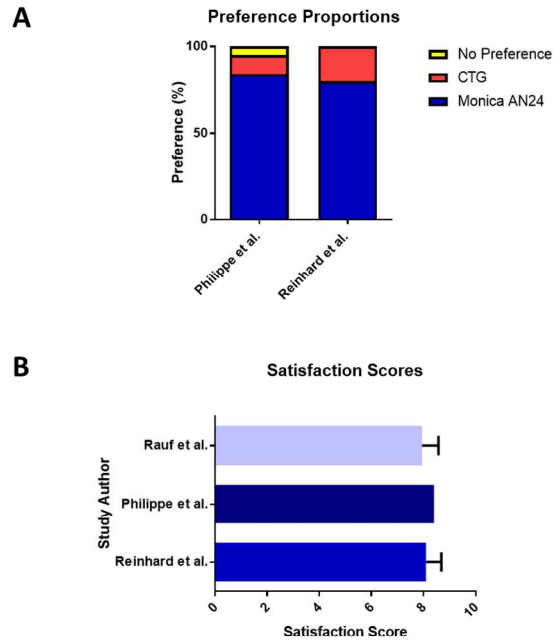 A
Preference Proportions
Preference (%)
100
50
0
Philippe et al.
Reinhard et al.
No Preference
CTG
Monica AN24
B
Satisfaction Scores
Study Author
Rauf et al.
Philippe et al.
Reinhard et al.
0 2 4 6 8 10
Satisfaction Score